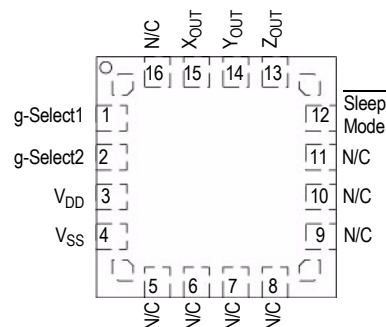 N/C
XOUT
YOUT
ZOUT
16
15
14
13
g-Select1
1
12
Sleep
Mode
g-Select2
2
11
N/C
VDD
3
10
N/C
VSS
4
9
N/C
5
6
7
8
N/C
N/C
N/C
N/C